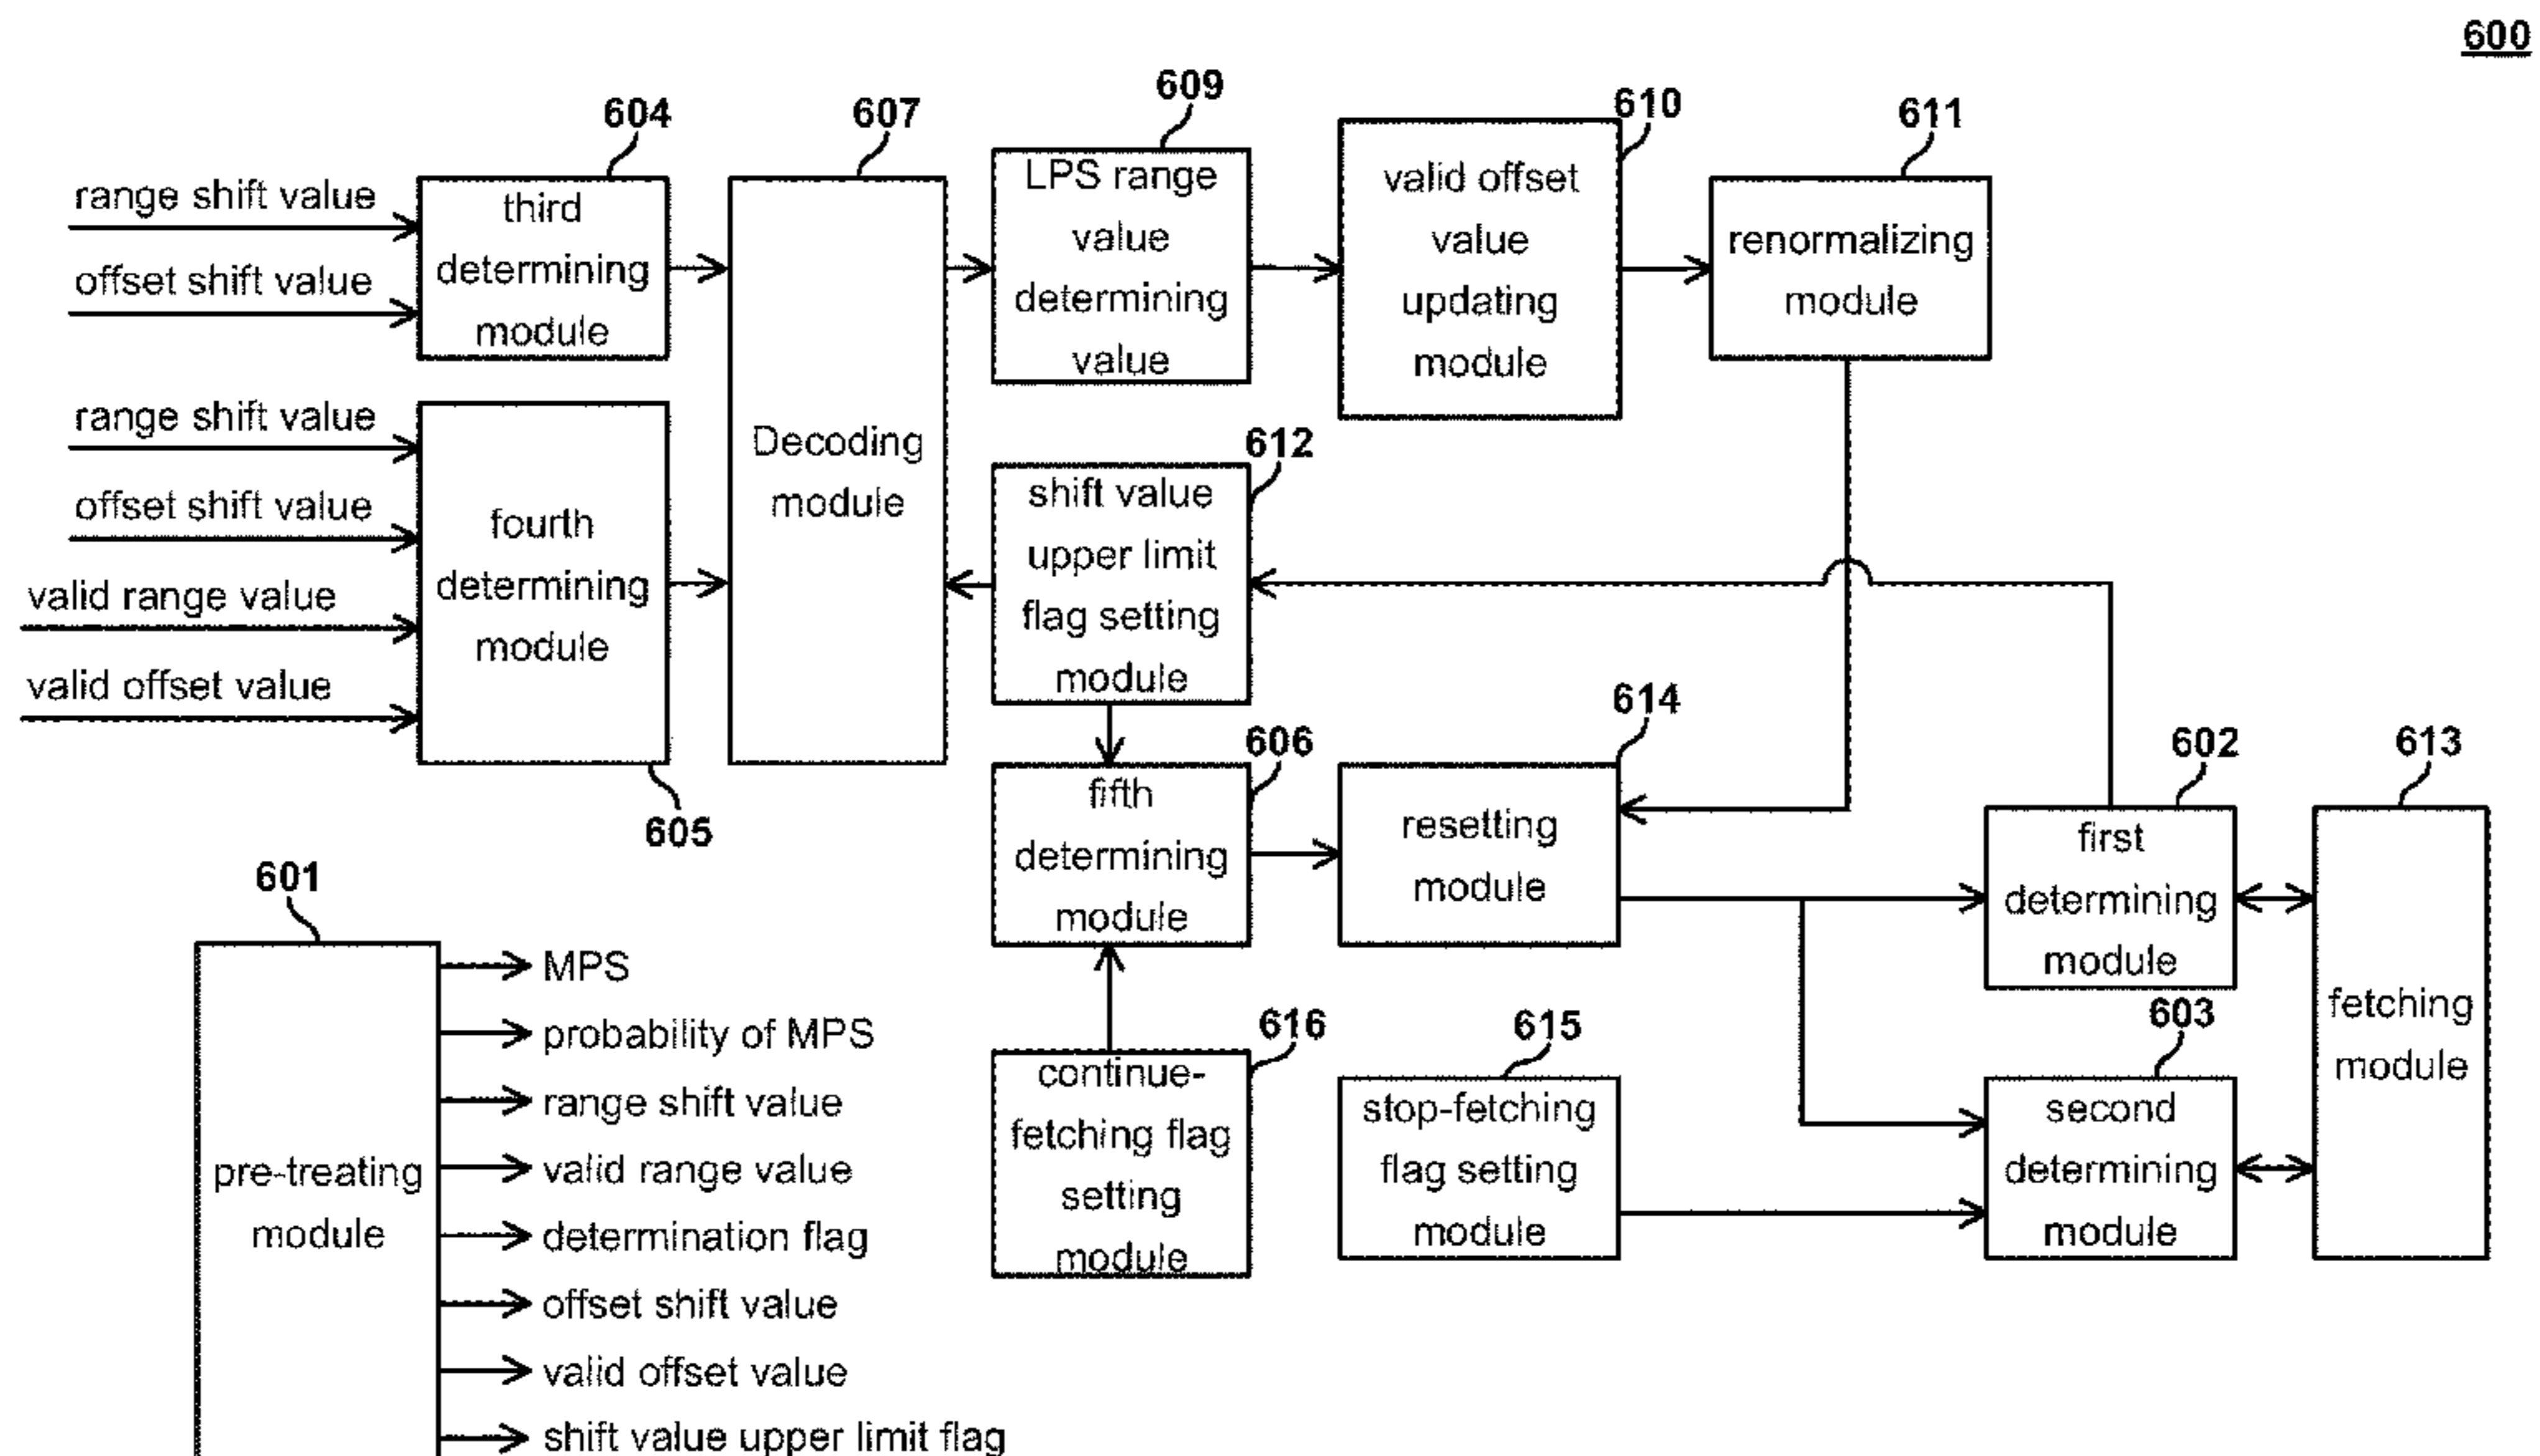 600
604
607
609
610
611
range shift value
offset shift value
third
determining
module
range shift value
offset shift value
valid range value
valid offset value
fourth
determining
module
605
Decoding
module
LPS range
value
determining
value
valid offset
value
updating
module
renormalizing
module
612
shift value
upper limit
flag setting
module
606
fifth
determining
module
614
resetting
module
602
first
determining
module
613
fetching
module
603
second
determining
module
616
continue-
fetching flag
setting
module
615
stop-fetching
flag setting
module
601
pre-treating
module
MPS
probability of MPS
range shift value
valid range value
determination flag
offset shift value
valid offset value
shift value upper limit flag